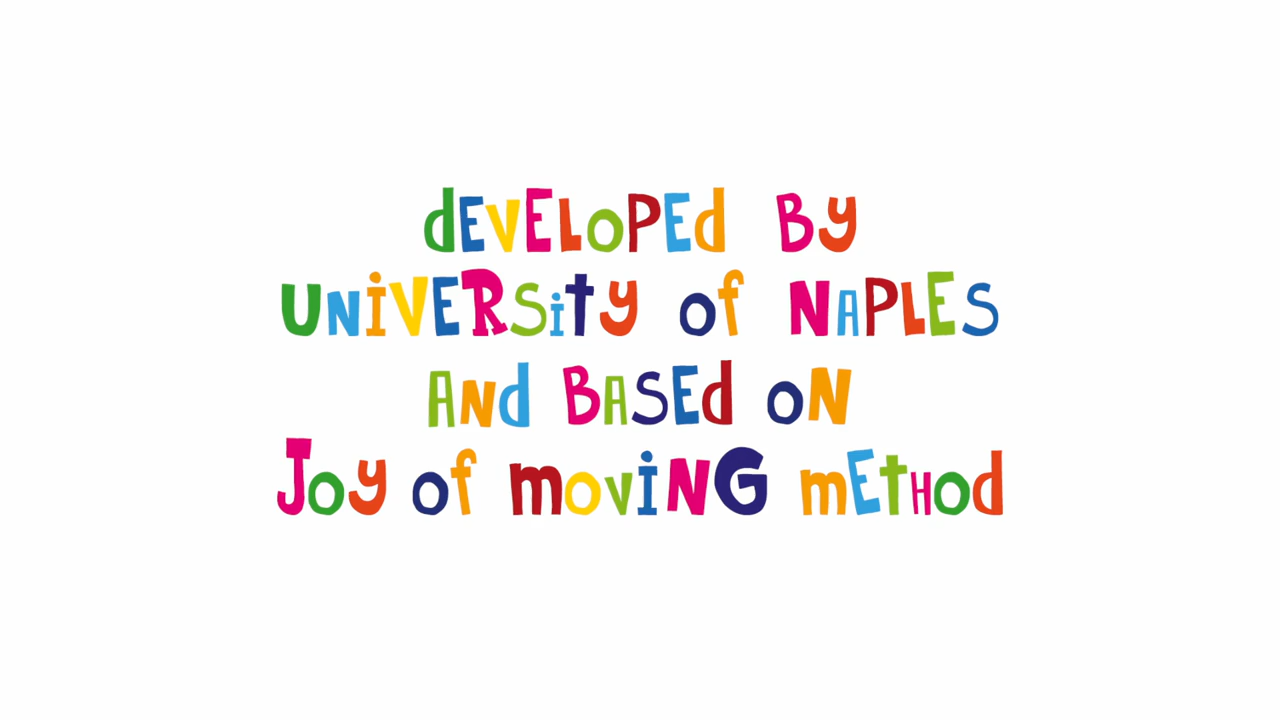 dEVELOPEd By
UNiVERSity of NAPLES
ANd BASEd oN
Joy of moviNG mEtHod